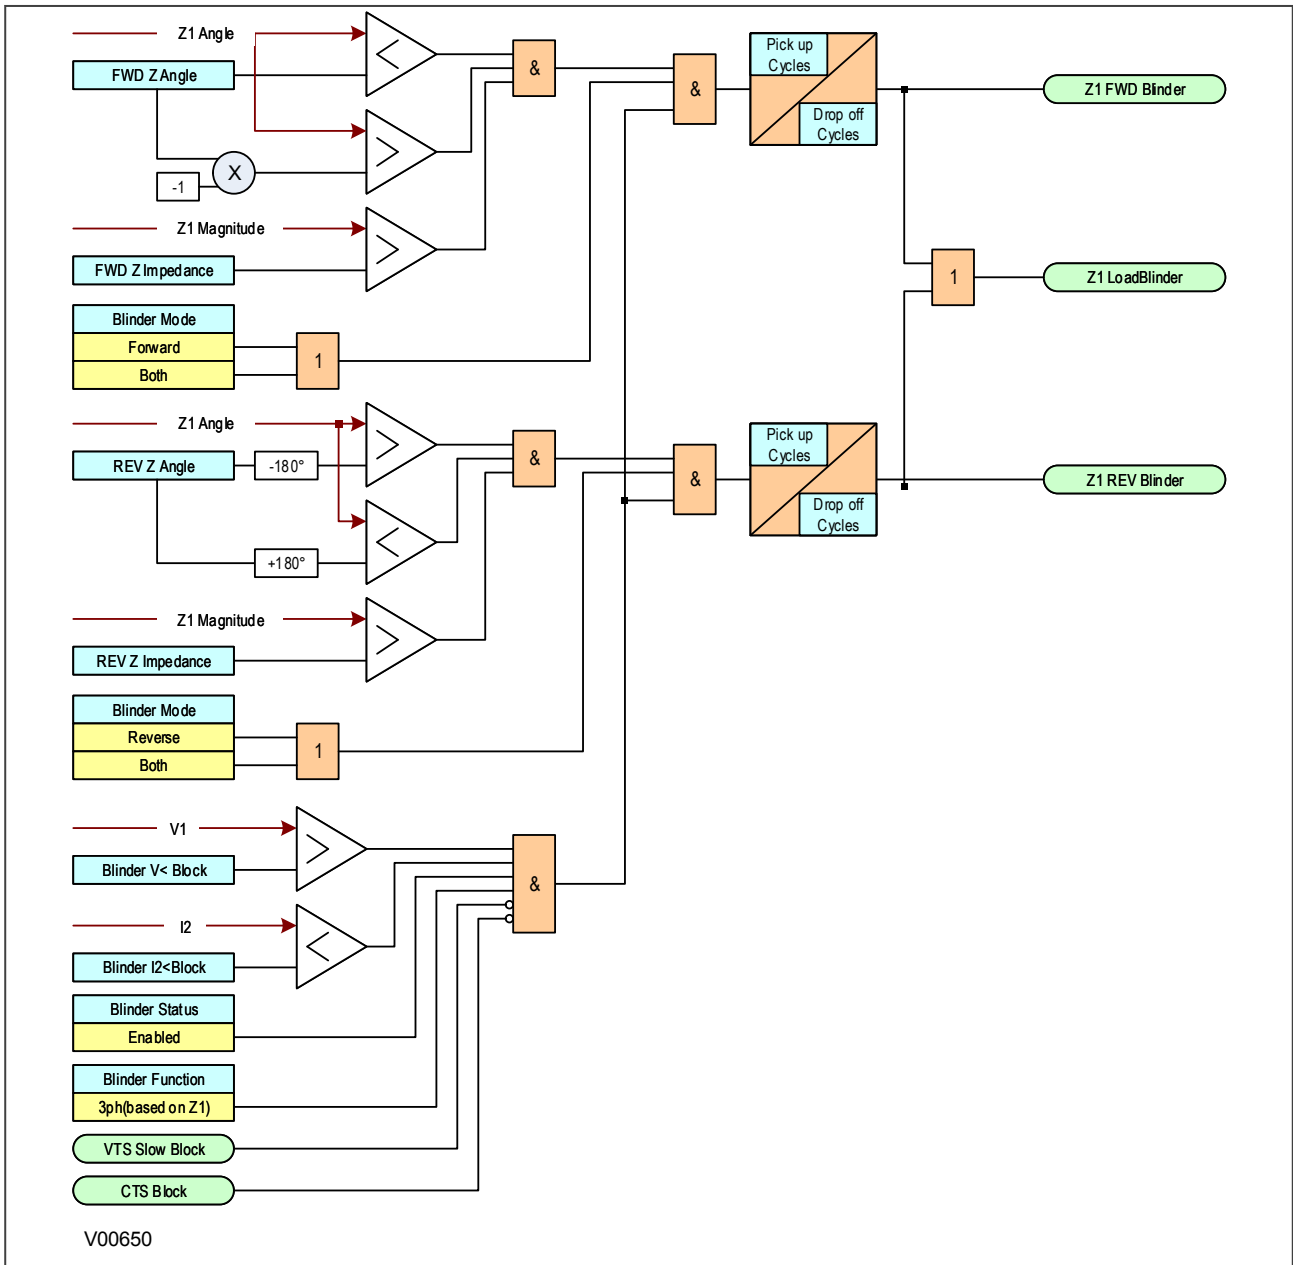 Z1 Angle
FWD Z Angle
-1
X
Z1 Magnitude
FWD Z Impedance
Blinder Mode
Forward
Both
1
&
&
Pick up
Cycles
Drop off
Cycles
Z1 FWD Blinder
1
Z1 LoadBlinder
Z1 Angle
REV Z Angle
-180°
+180°
Z1 Magnitude
REV Z Impedance
Blinder Mode
Reverse
Both
1
&
&
Pick up
Cycles
Drop off
Cycles
Z1 REV Blinder
V1
Blinder V< Block
I2
Blinder I2<Block
Blinder Status
Enabled
Blinder Function
3ph(based on Z1)
VTS Slow Block
CTS Block
&
V00650